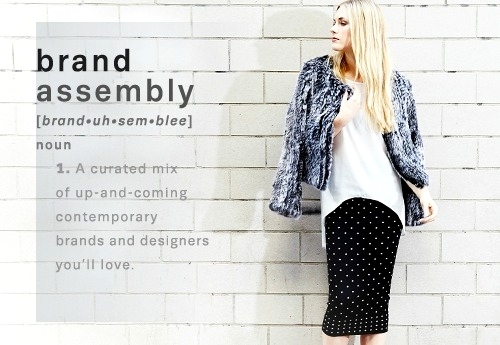 brand
assembly
[brand•uh•sem•blee]
noun
1. A curated mix
of up-and-coming
contemporary
brands and designers
you'll love.